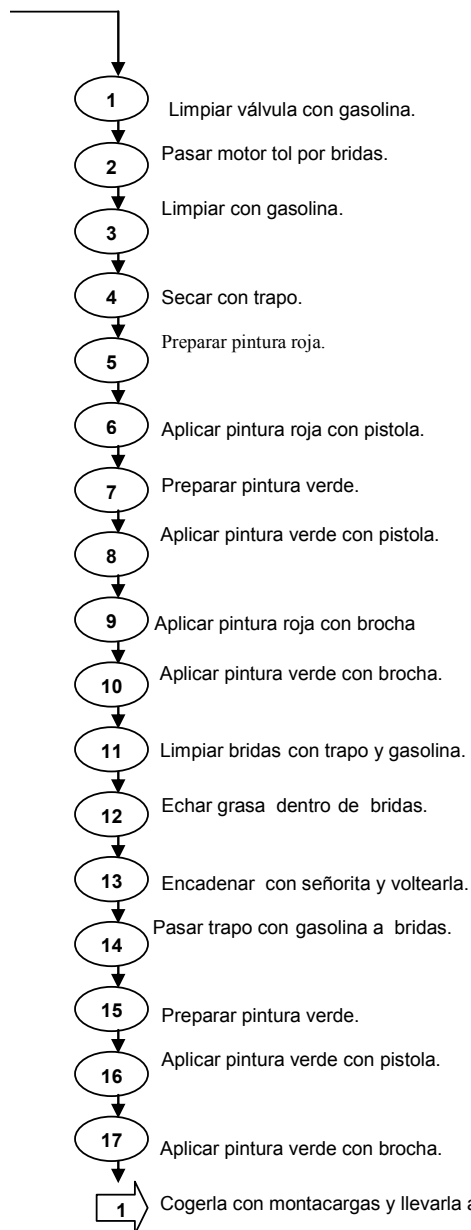 1
Limpiar válvula con gasolina.
2
Pasar motor tol por bridas.
3
Limpiar con gasolina.
4
Secar con trapo.
5
Preparar pintura roja.
6
Aplicar pintura roja con pistola.
7
Preparar pintura verde.
8
Aplicar pintura verde con pistola.
9
Aplicar pintura roja con brocha
10
Aplicar pintura verde con brocha.
11
Limpiar bridas con trapo y gasolina.
12
Echar grasa dentro de bridas.
13
Encadenar con señorita y voltearla.
14
Pasar trapo con gasolina a bridas.
15
Preparar pintura verde.
16
Aplicar pintura verde con pistola.
17
Aplicar pintura verde con brocha.
1
Cogerla con montacargas y llevarla a